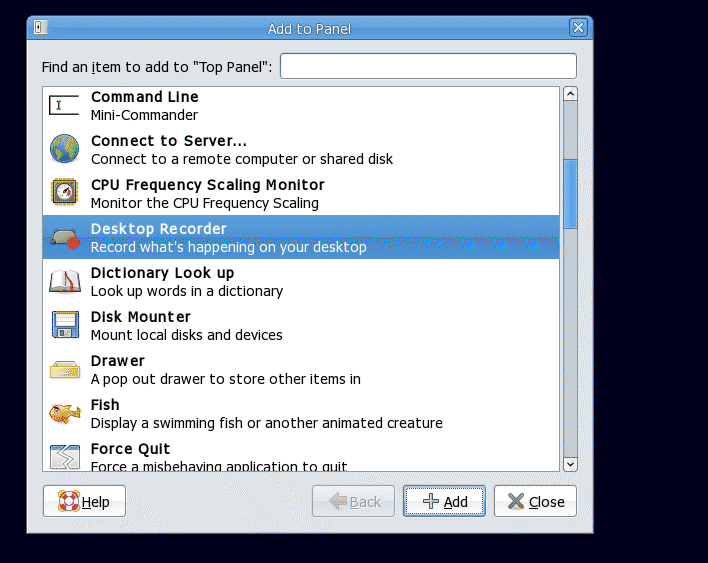 Add to Panel
Find an item to add to "Top Panel":
Command Line
Mini-Commander
Connect to Server...
Connect to a remote computer or shared disk
CPU Frequency Scaling Monitor
Monitor the CPU Frequency Scaling
Desktop Recorder
Record what's happening on your desktop
Dictionary Look up
Look up words in a dictionary
Disk Mounter
Mount local disks and devices
Drawer
A pop out drawer to store other items in
Fish
Display a swimming fish or another animated creature
Force Quit
Force a misbehaving application to quit
Help Back Add Close